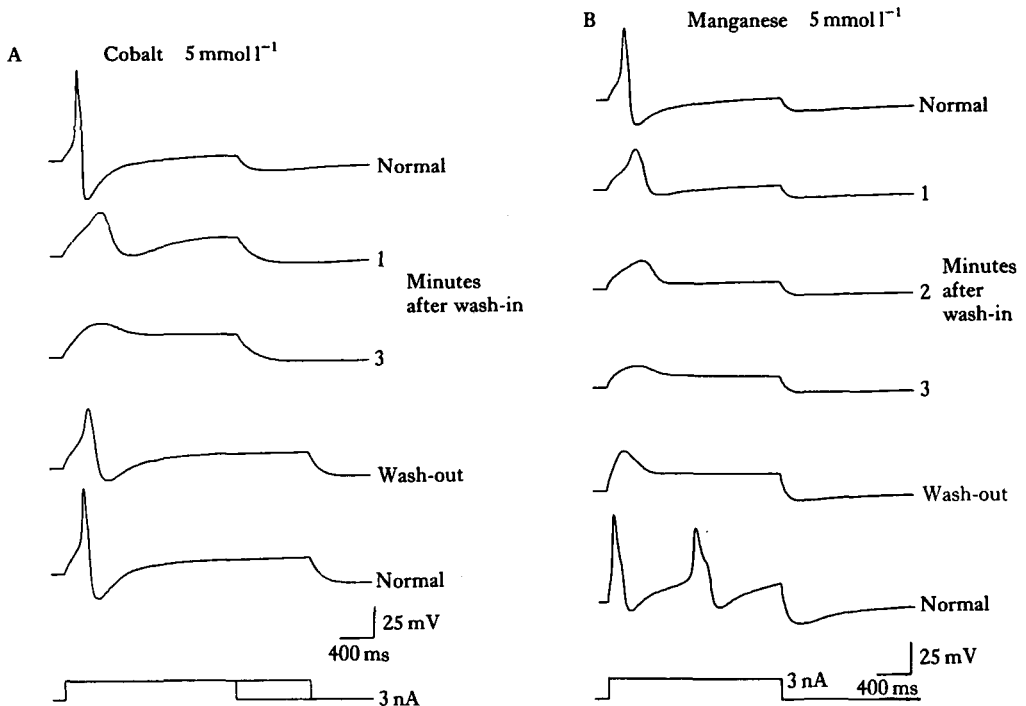 A
Cobalt 5 mmol l⁻¹
Normal
1
Minutes
after wash-in
3
Wash-out
Normal
25 mV
400 ms
3 nA
B
Manganese 5 mmol l⁻¹
Normal
1
2
Minutes
after
wash-in
3
Wash-out
Normal
25 mV
3 nA
400 ms